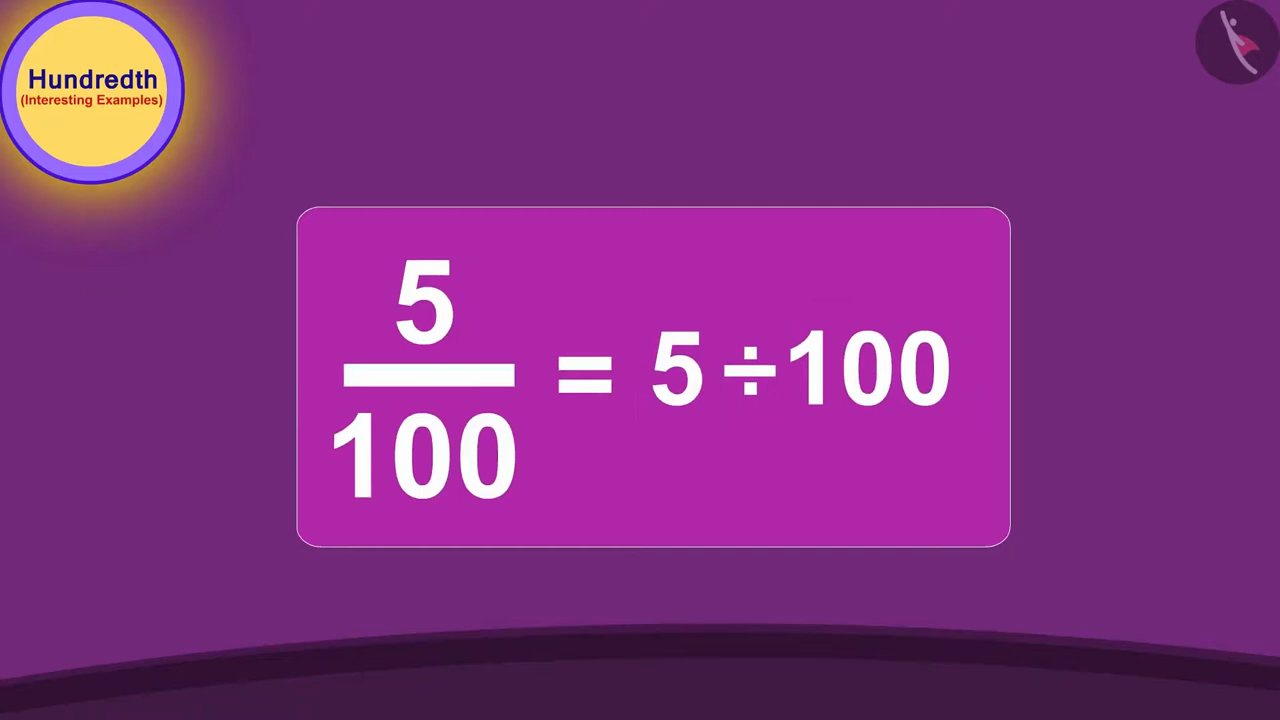 Hundredth
(Interesting Examples)
5
100
= 5 ÷ 100